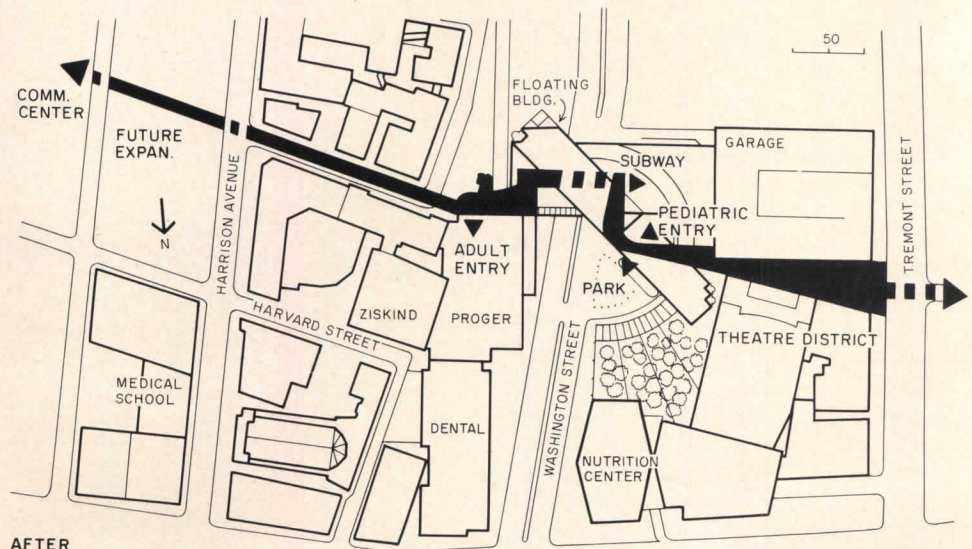 50
FLOATING
BLDG.
COMM.
CENTER
FUTURE
EXPAN.
HARRISON AVENUE
N
SUBWAY
GARAGE
TREMONT STREET
PEDIATRIC
ENTRY
ADULT
ENTRY
PARK
ZISKIND
PROGER
HARVARD STREET
THEATRE DISTRICT
MEDICAL
SCHOOL
DENTAL
WASHINGTON STREET
NUTRITION
CENTER
AFTER